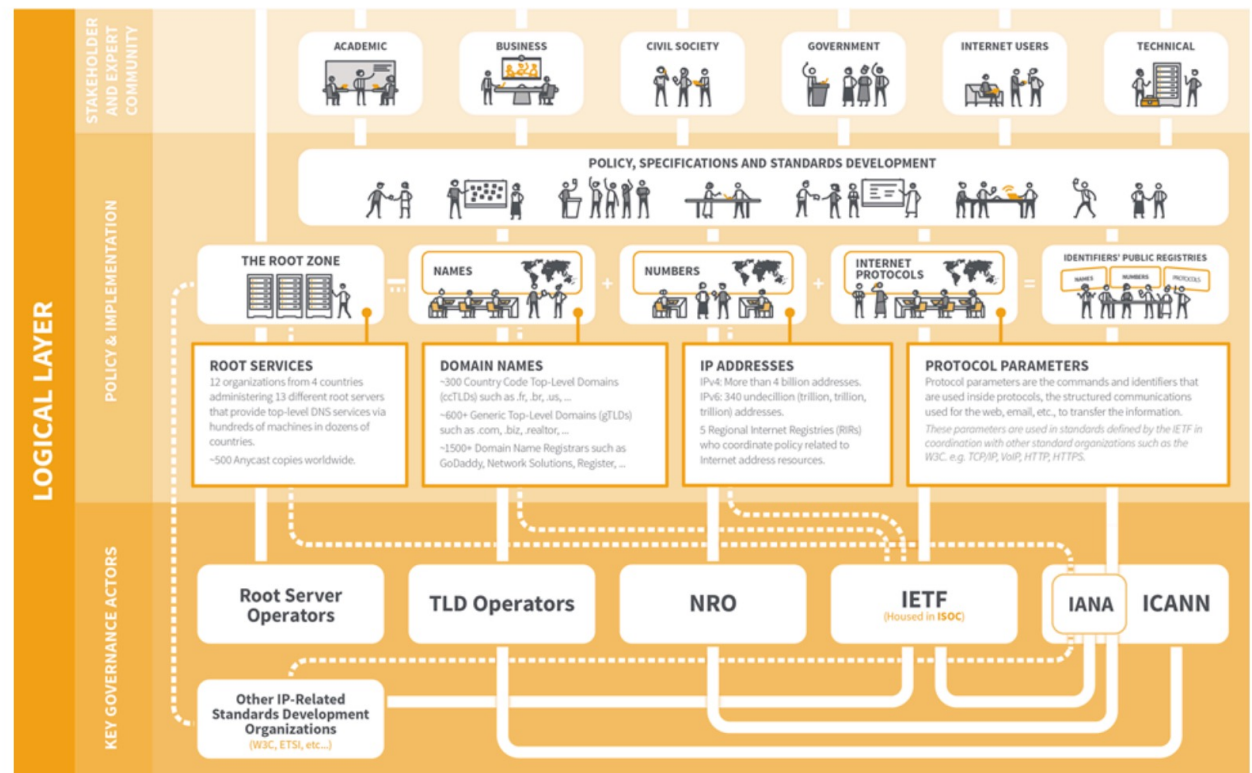 LOGICAL LAYER
STAKEHOLDER
AND EXPERT
COMMUNITY
ACADEMIC
BUSINESS
CIVIL SOCIETY
GOVERNMENT
INTERNET USERS
TECHNICAL
POLICY & IMPLEMENTATION
POLICY, SPECIFICATIONS AND STANDARDS DEVELOPMENT
THE ROOT ZONE
NAMES
+
NUMBERS
+
INTERNET
PROTOCOLS
=
IDENTIFIERS' PUBLIC REGISTRIES
NAMES
NUMBERS
PROTOCOLS
ROOT SERVICES
12 organizations from 4 countries
administering 13 different root servers
that provide top-level DNS services via
hundreds of machines in dozens of
countries.
~500 Anycast copies worldwide.
DOMAIN NAMES
~300 Country Code Top-Level Domains
(ccTLDs) such as .fr, .br, .us, ...
~600+ Generic Top-Level Domains (gTLDs)
such as .com, .biz, .realtor, ...
~1500+ Domain Name Registrars such as
GoDaddy, Network Solutions, Register, ...
IP ADDRESSES
IPv4: More than 4 billion addresses.
IPv6: 340 undecillion (trillion, trillion,
trillion) addresses.
5 Regional Internet Registries (RIRs)
who coordinate policy related to
Internet address resources.
PROTOCOL PARAMETERS
Protocol parameters are the commands and identifiers that
are used inside protocols, the structured communications
used for the web, email, etc., to transfer the information.
These parameters are used in standards defined by the IETF in
coordination with other standard organizations such as the
W3C. e.g. TCP/IP, VoIP, HTTP, HTTPS.
KEY GOVERNANCE ACTORS
Root Server
Operators
TLD Operators
NRO
IETF
(Housed in ISOC)
IANA
ICANN
Other IP-Related
Standards Development
Organizations
(W3C, ETSI, etc...)